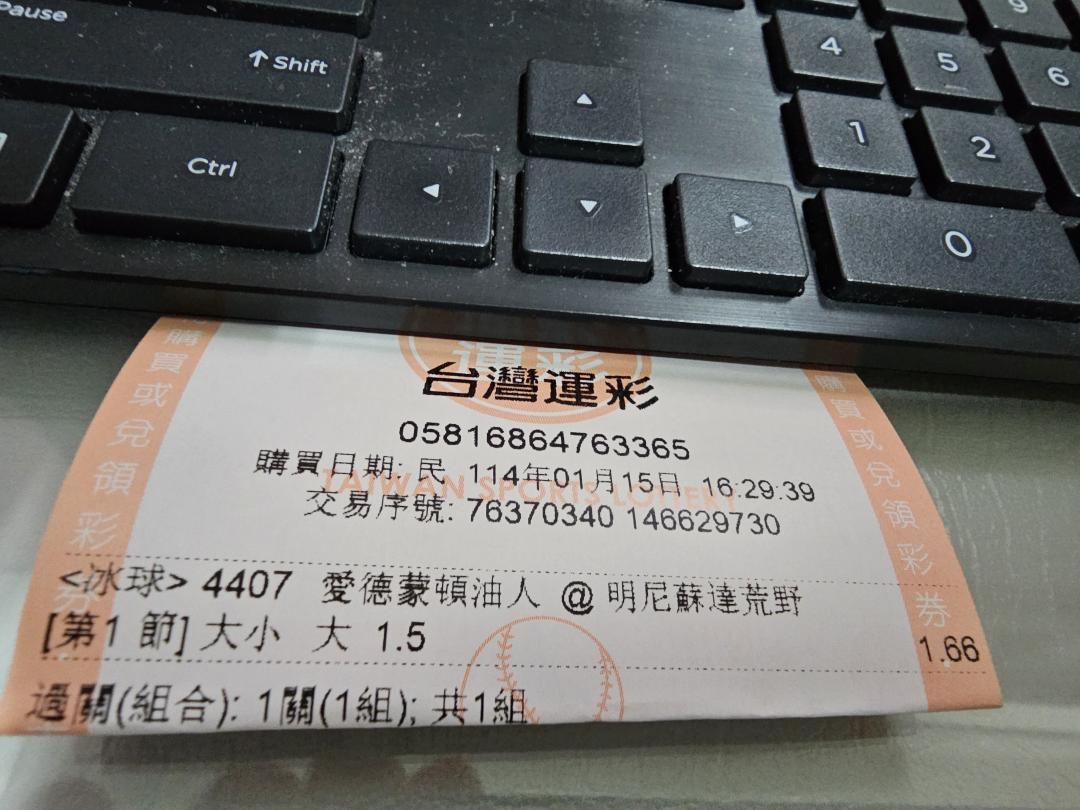 Pause
9
↑ Shift
4
5
6
Ctrl
1
2
0
運彩
台灣運彩
05816864763365
購買日期: 民 114年01月15日 16:29:39
TAIWAN SPORTS LOTTERY
交易序號: 76370340 146629730
<冰球> 4407 愛德蒙頓油人 @ 明尼蘇達荒野
[第1 節] 大小 大 1.5
1.66
過關(組合): 1關(1組); 共1組
購買或兌領彩券
購買或兌領彩券